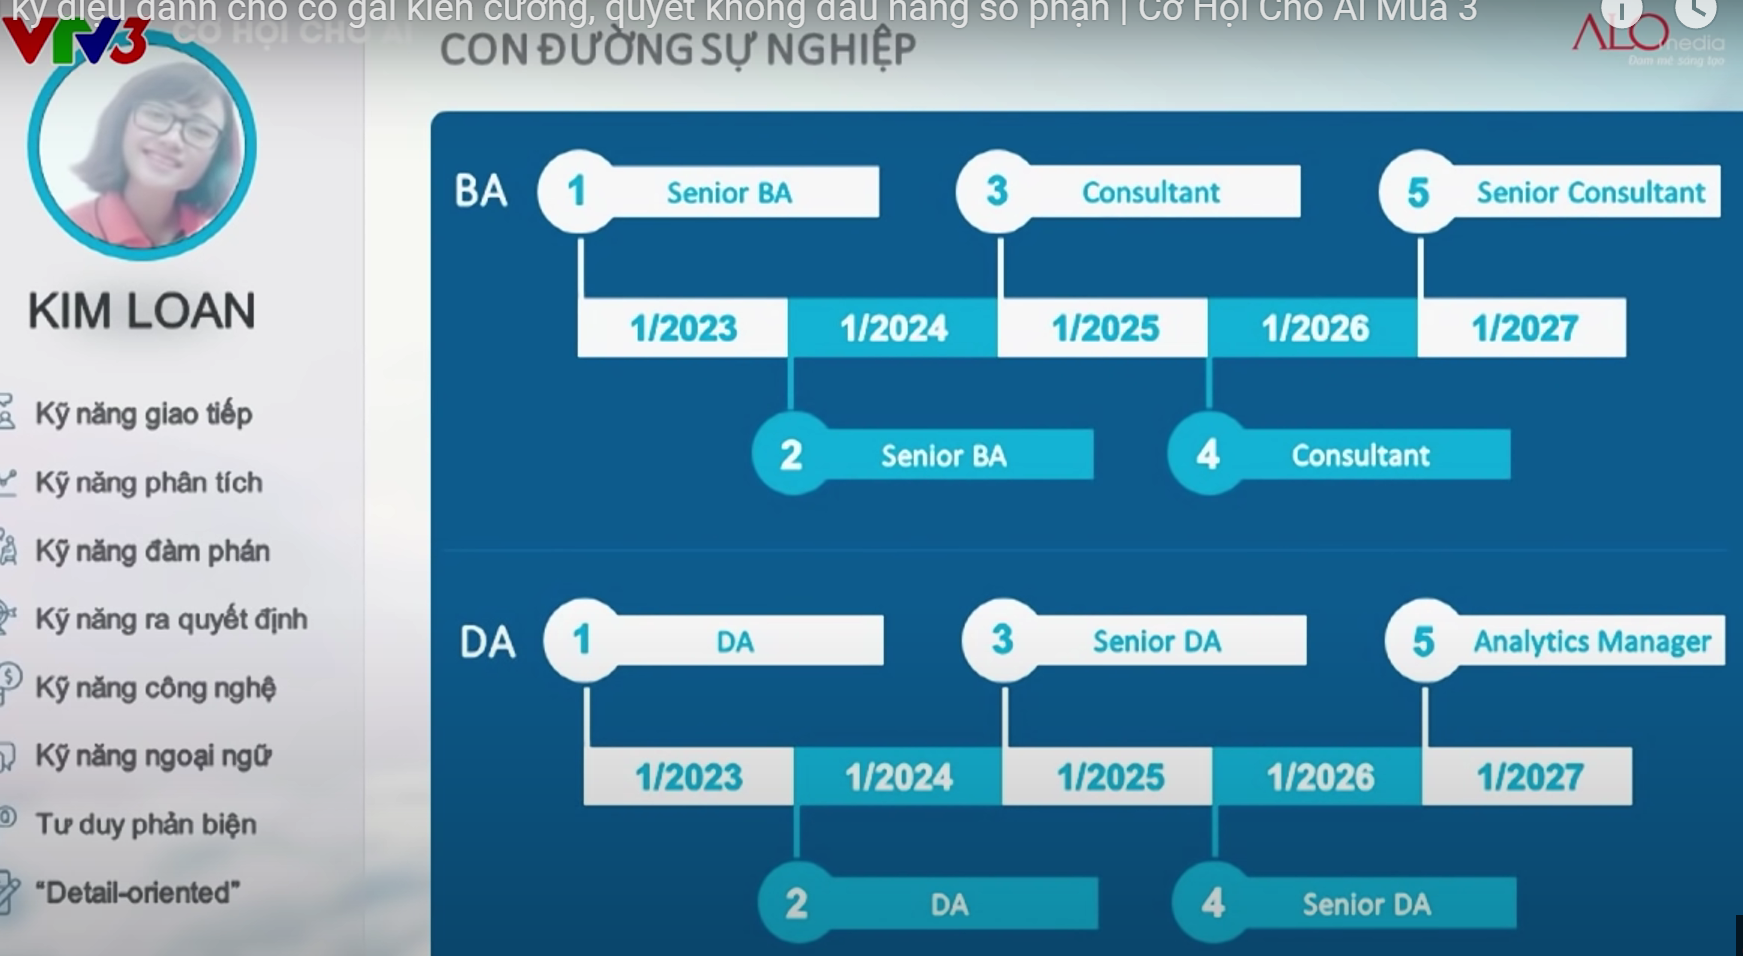 kỳ diệu dành cho cô gái kiên cường, quyết không đầu hàng số phận | Cơ Hội Cho Ai Mùa 3
VTV3
CƠ HỘI CHO AI
ALO media
Đam mê sáng tạo
CON ĐƯỜNG SỰ NGHIỆP
KIM LOAN
Kỹ năng giao tiếp
Kỹ năng phân tích
Kỹ năng đàm phán
Kỹ năng ra quyết định
Kỹ năng công nghệ
Kỹ năng ngoại ngữ
Tư duy phản biện
“Detail-oriented”
BA
1 Senior BA 3 Consultant 5 Senior Consultant
1/2023 1/2024 1/2025 1/2026 1/2027
2 Senior BA 4 Consultant
DA
1 DA 3 Senior DA 5 Analytics Manager
1/2023 1/2024 1/2025 1/2026 1/2027
2 DA 4 Senior DA